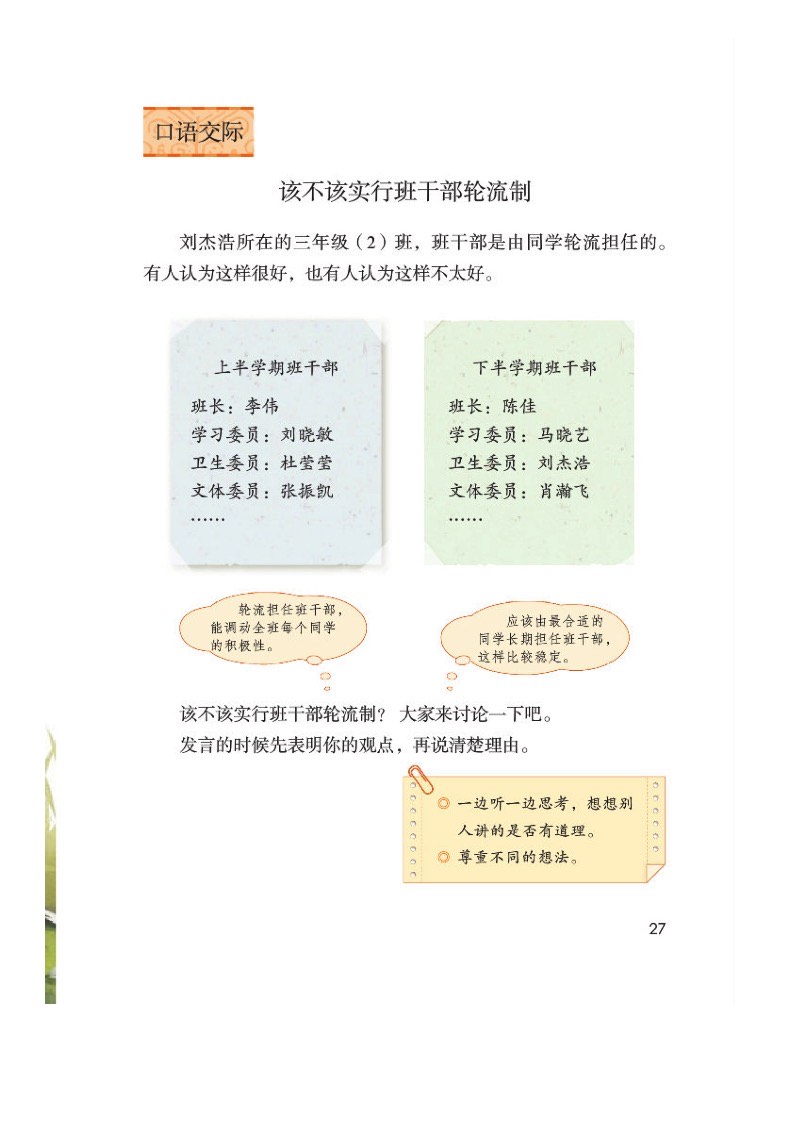 口语交际
该不该实行班干部轮流制
刘杰浩所在的三年级（2）班，班干部是由同学轮流担任的。
有人认为这样很好，也有人认为这样不太好。
上半学期班干部
班长：李伟
学习委员：刘晓敏
卫生委员：杜莹莹
文体委员：张振凯
……
下半学期班干部
班长：陈佳
学习委员：马晓艺
卫生委员：刘杰浩
文体委员：肖瀚飞
……
轮流担任班干部，
能调动全班每个同学
的积极性。
应该由最合适的
同学长期担任班干部，
这样比较稳定。
该不该实行班干部轮流制？大家来讨论一下吧。
发言的时候先表明你的观点，再说清楚理由。
◎ 一边听一边思考，想想别
人讲的是否有道理。
◎ 尊重不同的想法。
27